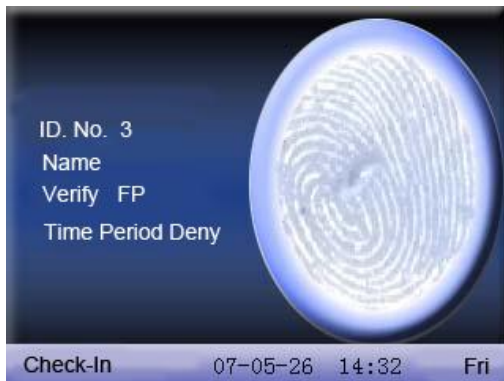 ID. No. 3
Name
Verify FP
Time Period Deny
Check-In 07-05-26 14:32 Fri